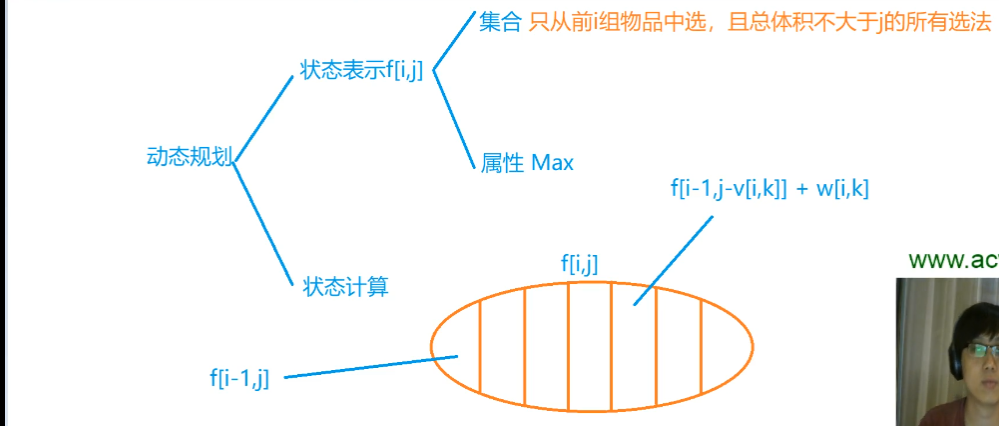 集合 只从前i组物品中选，且总体积不大于j的所有选法
状态表示f[i,j]
动态规划
属性 Max
f[i-1,j-v[i,k]] + w[i,k]
f[i,j]
www.ac
状态计算
f[i-1,j]